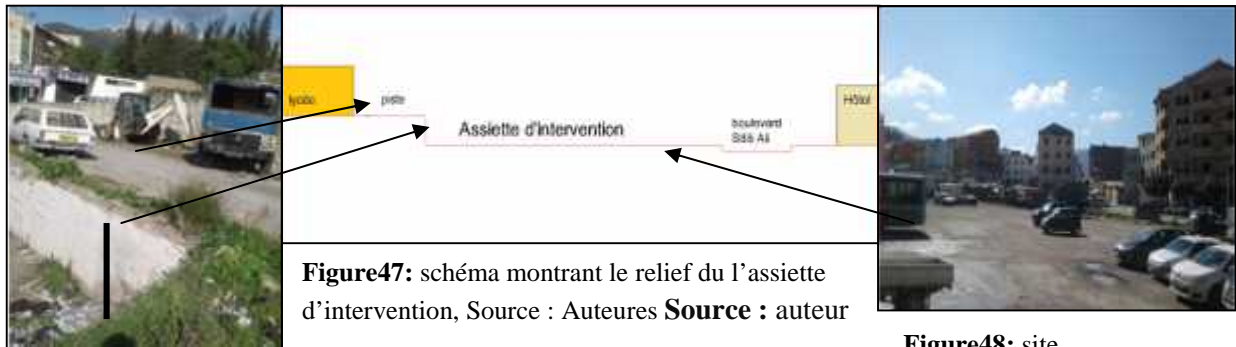 lycée
piste
Assiette d'intervention
boulevard
Sidi Ali
Hôtel
Figure47: schéma montrant le relief du l'assiette
d'intervention, Source : Auteures Source : auteur
Figure48: site